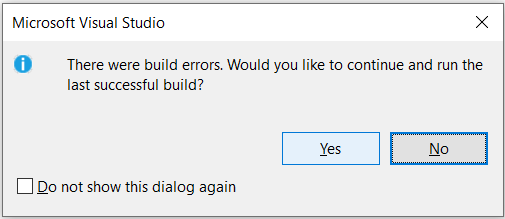 Microsoft Visual Studio
There were build errors. Would you like to continue and run the
last successful build?
Yes
No
Do not show this dialog again